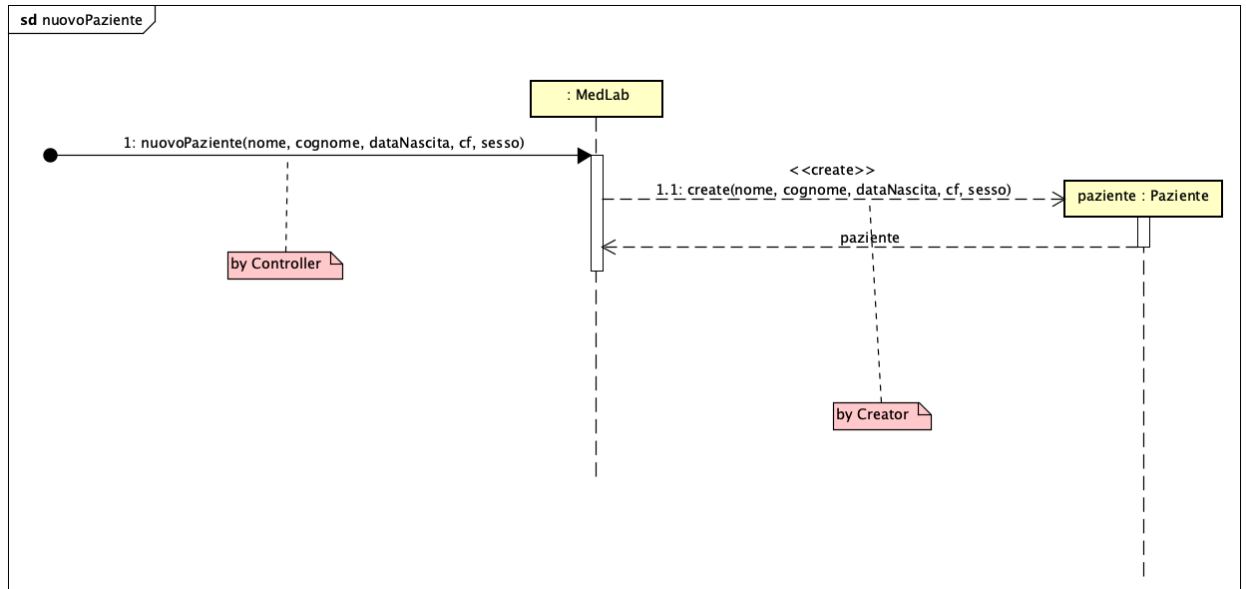 sd nuovoPaziente
: MedLab
1: nuovoPaziente(nome, cognome, dataNascita, cf, sesso)
<<create>>
1.1: create(nome, cognome, dataNascita, cf, sesso)
paziente : Paziente
paziente
by Controller
by Creator